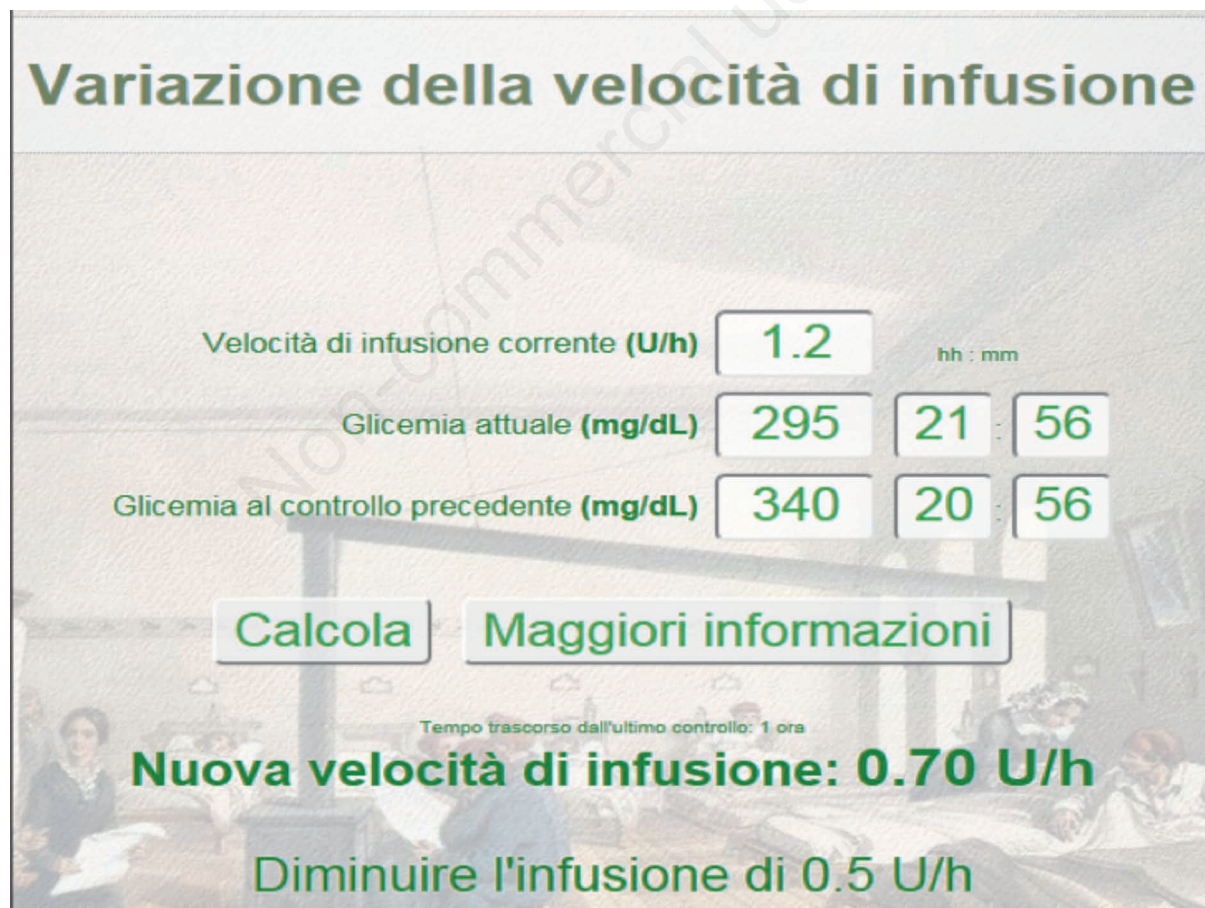 Variazione della velocità di infusione
Velocità di infusione corrente (U/h) 1.2 hh : mm
Glicemia attuale (mg/dL) 295 21 : 56
Glicemia al controllo precedente (mg/dL) 340 20 : 56
Calcola Maggiori informazioni
Tempo trascorso dall'ultimo controllo: 1 ora
Nuova velocità di infusione: 0.70 U/h
Diminuire l'infusione di 0.5 U/h
Non-commercial u